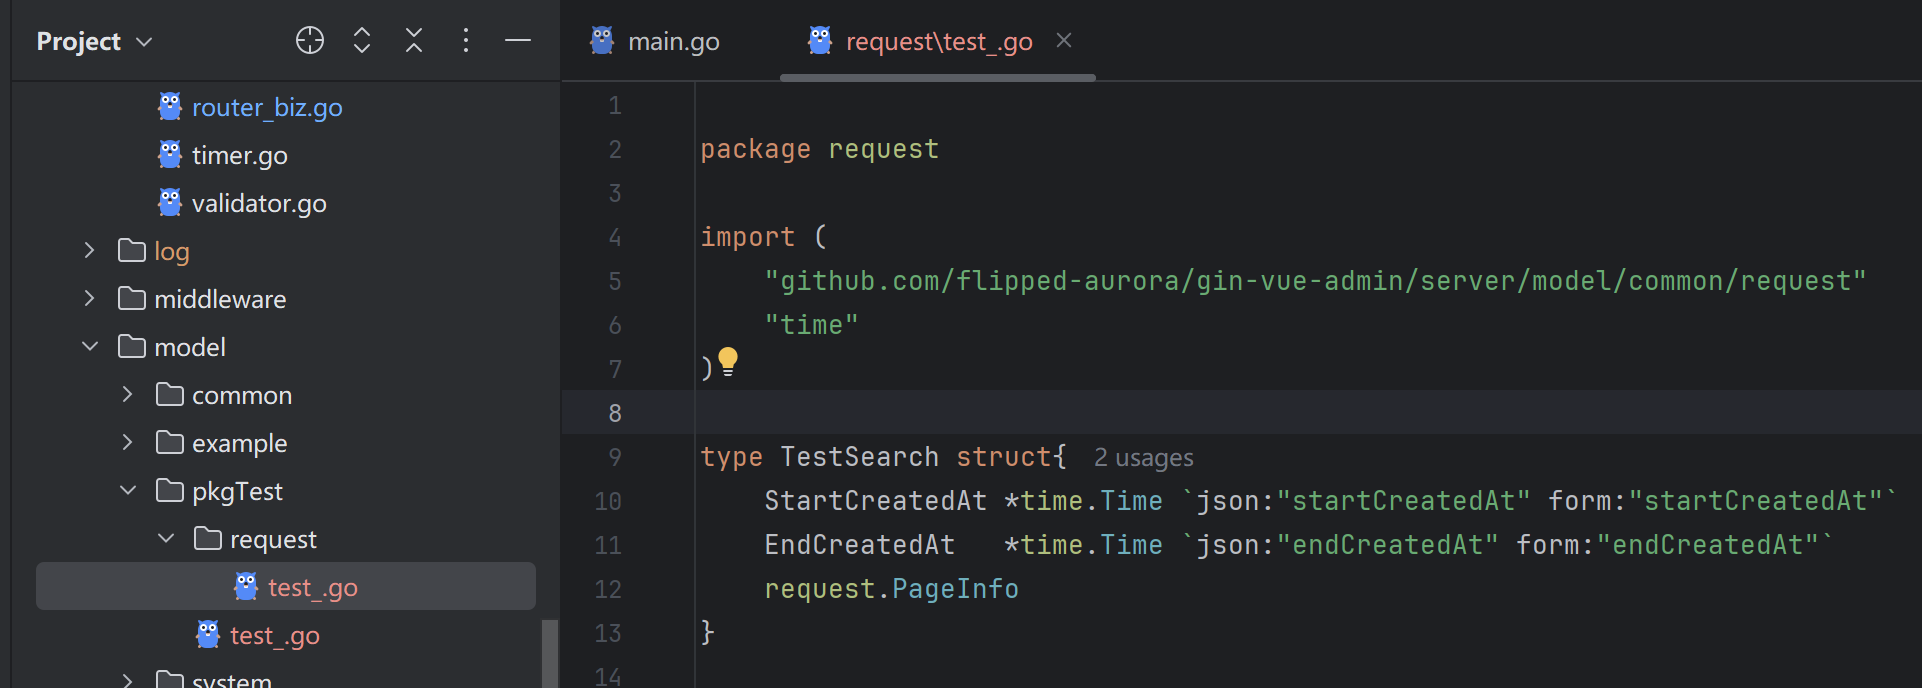 Project
router_biz.go
timer.go
validator.go
log
middleware
model
common
example
pkgTest
request
test_.go
test_.go
system
main.go
request\test_.go
1
2 package request
3
4 import (
5 "github.com/flipped-aurora/gin-vue-admin/server/model/common/request"
6 "time"
7 )
8
9 type TestSearch struct{ 2 usages
10 StartCreatedAt *time.Time `json:"startCreatedAt" form:"startCreatedAt"`
11 EndCreatedAt *time.Time `json:"endCreatedAt" form:"endCreatedAt"`
12 request.PageInfo
13 }
14